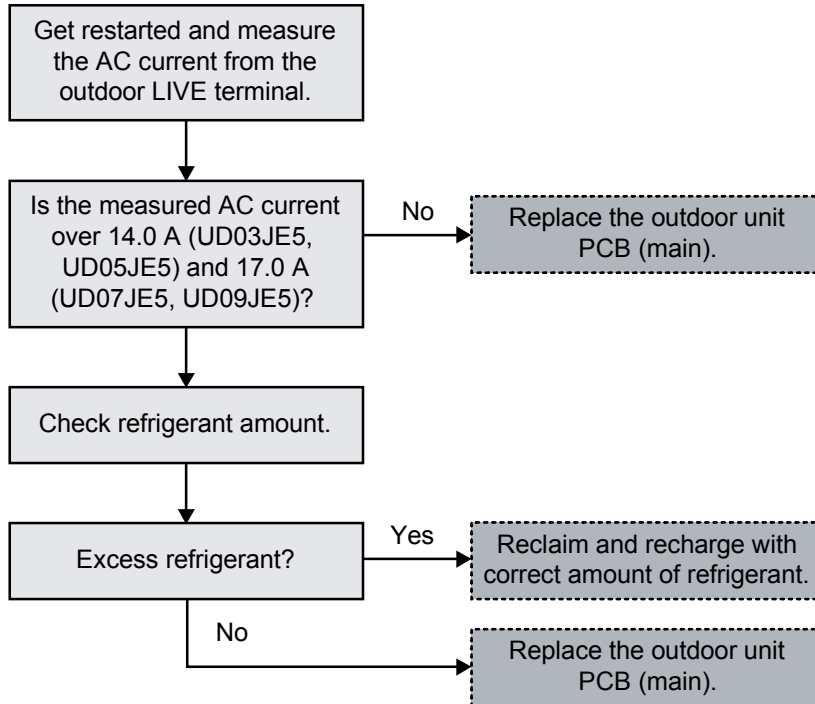 Get restarted and measure
the AC current from the
outdoor LIVE terminal.
Is the measured AC current
over 14.0 A (UD03JE5,
UD05JE5) and 17.0 A
(UD07JE5, UD09JE5)?
No
Replace the outdoor unit
PCB (main).
Check refrigerant amount.
Excess refrigerant?
Yes
Reclaim and recharge with
correct amount of refrigerant.
No
Replace the outdoor unit
PCB (main).